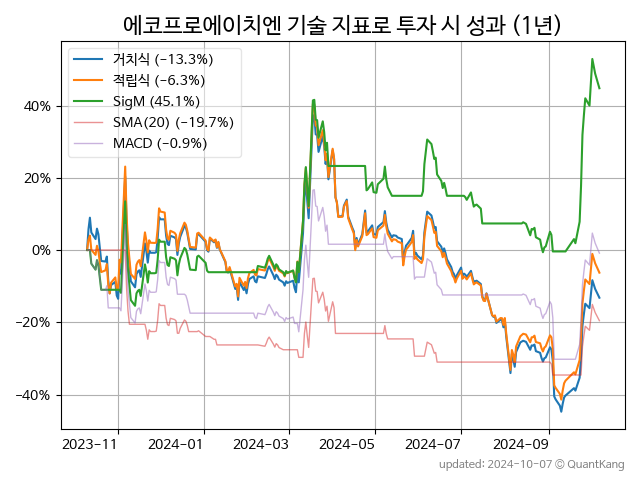 에코프로에이치엔 기술 지표로 투자 시 성과 (1년)
거치식 (−13.3%)
적립식 (−6.3%)
SigM (45.1%)
SMA(20) (−19.7%)
MACD (−0.9%)
40%
20%
0%
−20%
−40%
2023-11 2024-01 2024-03 2024-05 2024-07 2024-09
updated: 2024-10-07 © QuantKang